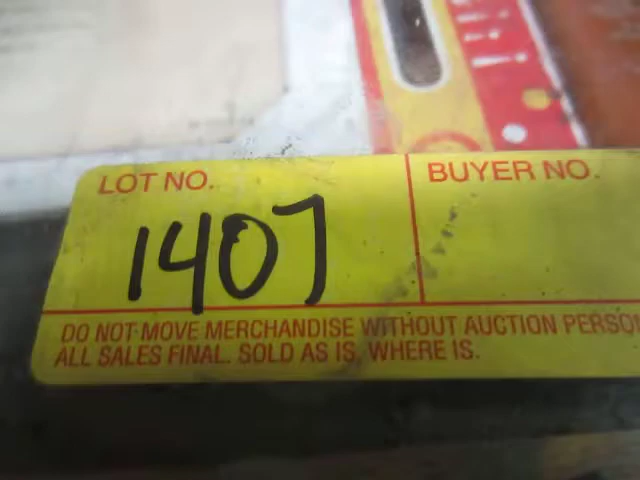 LOT NO.
BUYER NO.
1407
DO NOT MOVE MERCHANDISE WITHOUT AUCTION PERSON
ALL SALES FINAL. SOLD AS IS, WHERE IS.